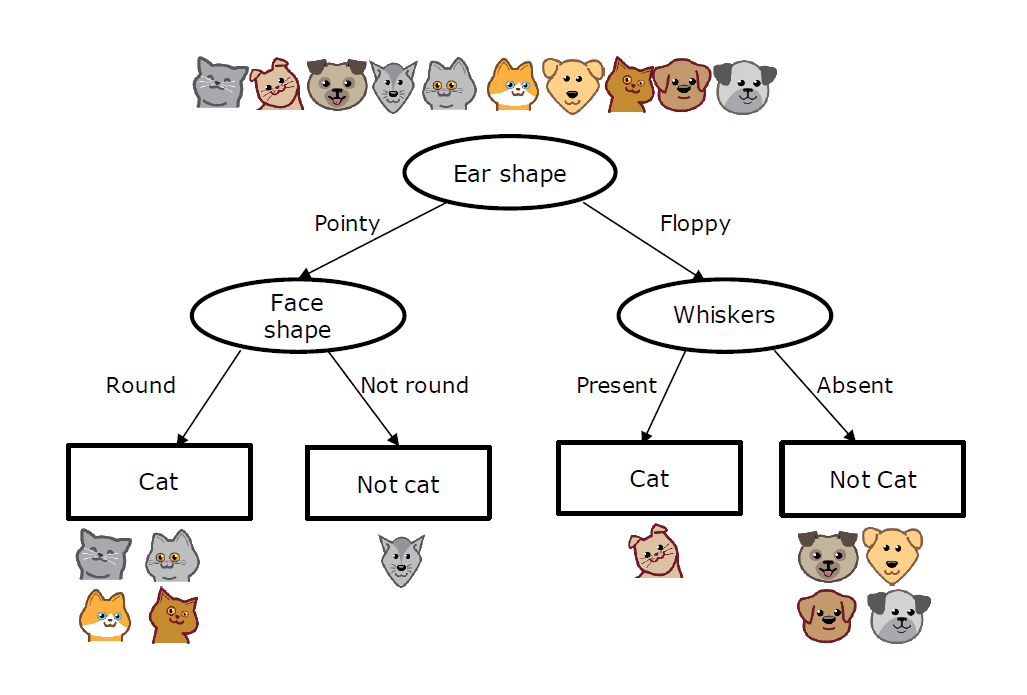 Ear shape
Pointy
Floppy
Face
shape
Whiskers
Round
Not round
Present
Absent
Cat
Not cat
Cat
Not Cat